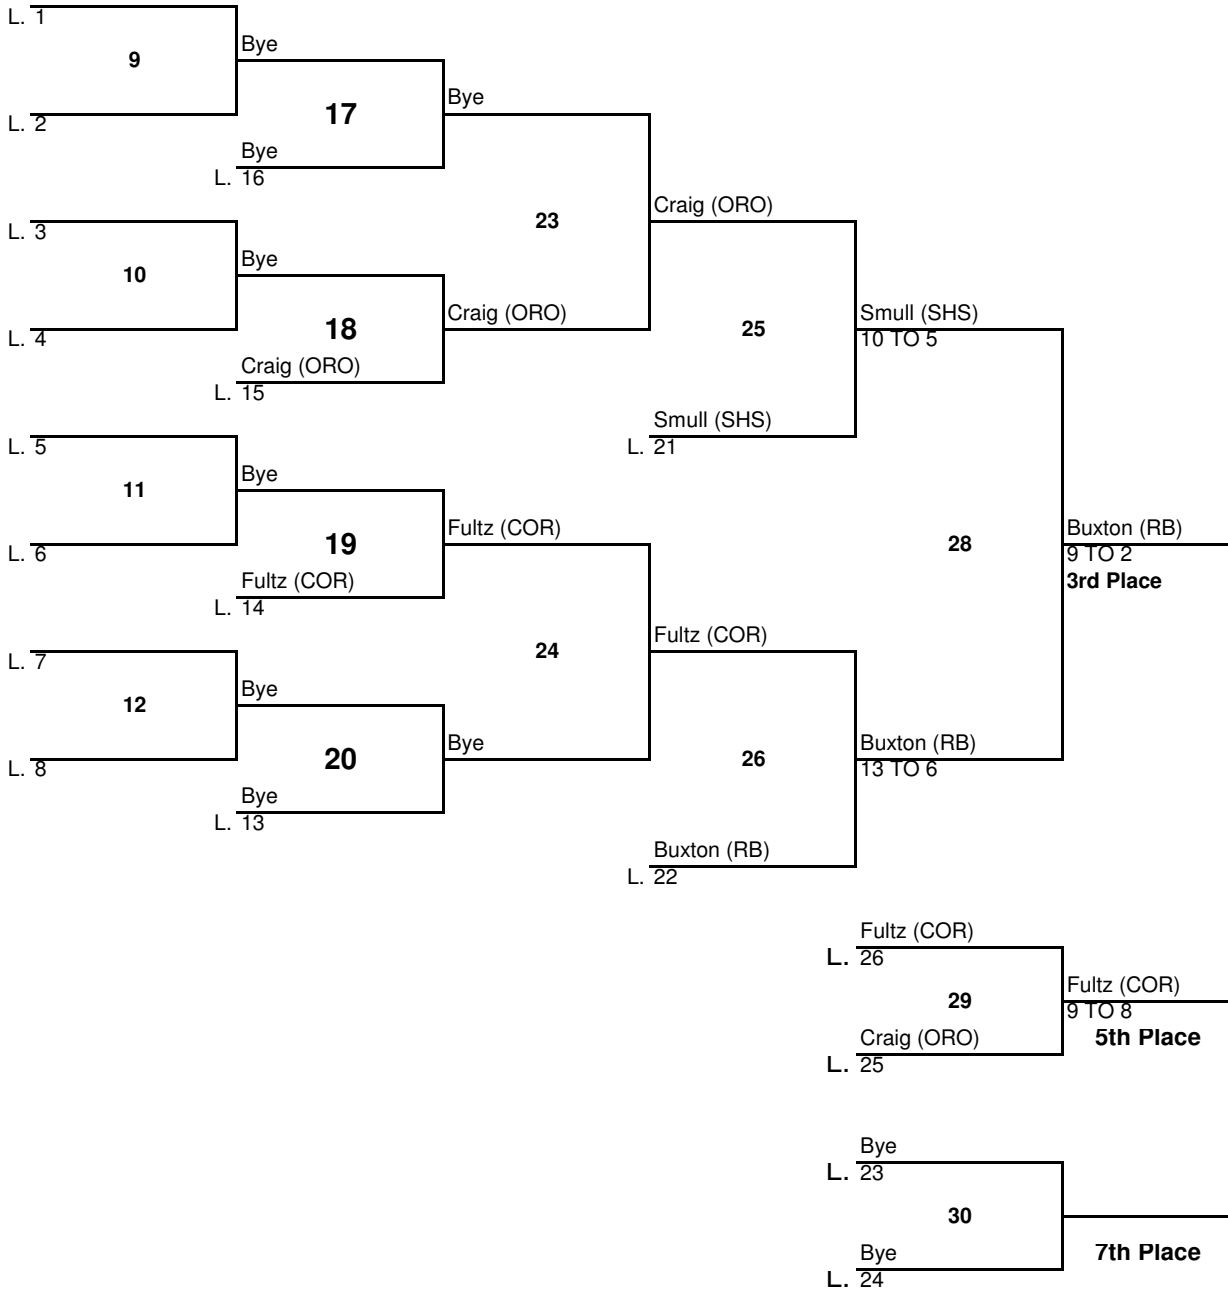 L. 1
9
Bye
L. 2
17
Bye
Bye
L. 16
L. 3
10
Bye
23
Craig (ORO)
L. 4
18
Craig (ORO)
Craig (ORO)
L. 15
25
Smull (SHS)
10 TO 5
Smull (SHS)
L. 21
L. 5
11
Bye
L. 6
19
Fultz (COR)
Fultz (COR)
L. 14
28
Buxton (RB)
9 TO 2
3rd Place
L. 7
12
Bye
24
Fultz (COR)
L. 8
20
Bye
Bye
L. 13
26
Buxton (RB)
13 TO 6
Buxton (RB)
L. 22
Fultz (COR)
L. 26
29
Fultz (COR)
9 TO 8
5th Place
Craig (ORO)
L. 25
Bye
L. 23
30
7th Place
Bye
L. 24